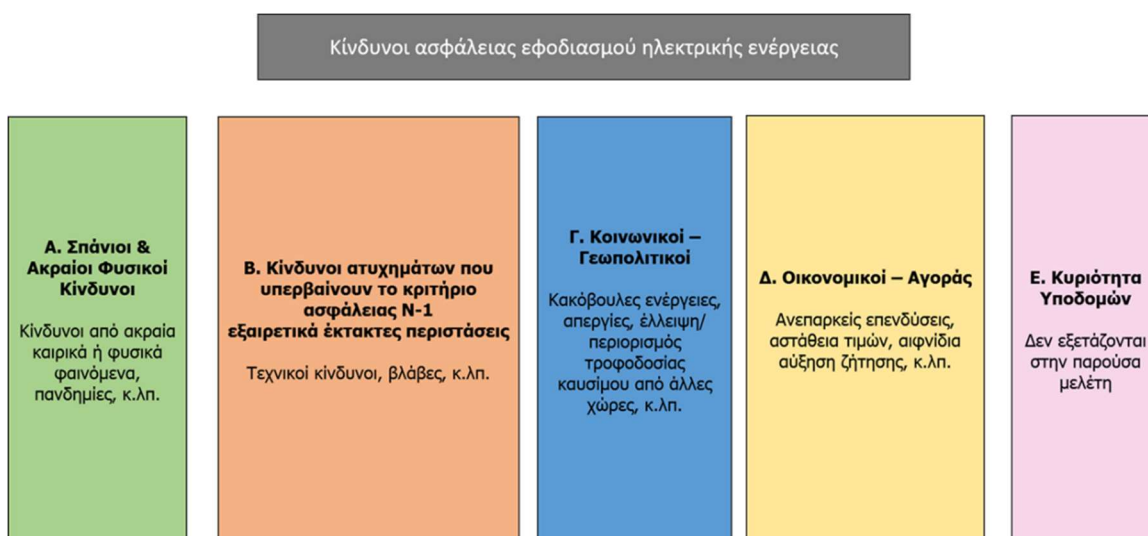 Κίνδυνοι ασφάλειας εφοδιασμού ηλεκτρικής ενέργειας
Α. Σπάνιοι &
Ακραίοι Φυσικοί
Κίνδυνοι
Κίνδυνοι από ακραία
καιρικά ή φυσικά
φαινόμενα,
πανδημίες, κ.λπ.
Β. Κίνδυνοι ατυχημάτων που
υπερβαίνουν το κριτήριο
ασφάλειας Ν-1
εξαιρετικά έκτακτες περιστάσεις
Τεχνικοί κίνδυνοι, βλάβες, κ.λπ.
Γ. Κοινωνικοί –
Γεωπολιτικοί
Κακόβουλες ενέργειες,
απεργίες, έλλειψη/
περιορισμός
τροφοδοσίας
καυσίμου από άλλες
χώρες, κ.λπ.
Δ. Οικονομικοί – Αγοράς
Ανεπαρκείς επενδύσεις,
αστάθεια τιμών, αιφνίδια
αύξηση ζήτησης, κ.λπ.
Ε. Κυριότητα
Υποδομών
Δεν εξετάζονται
στην παρούσα
μελέτη